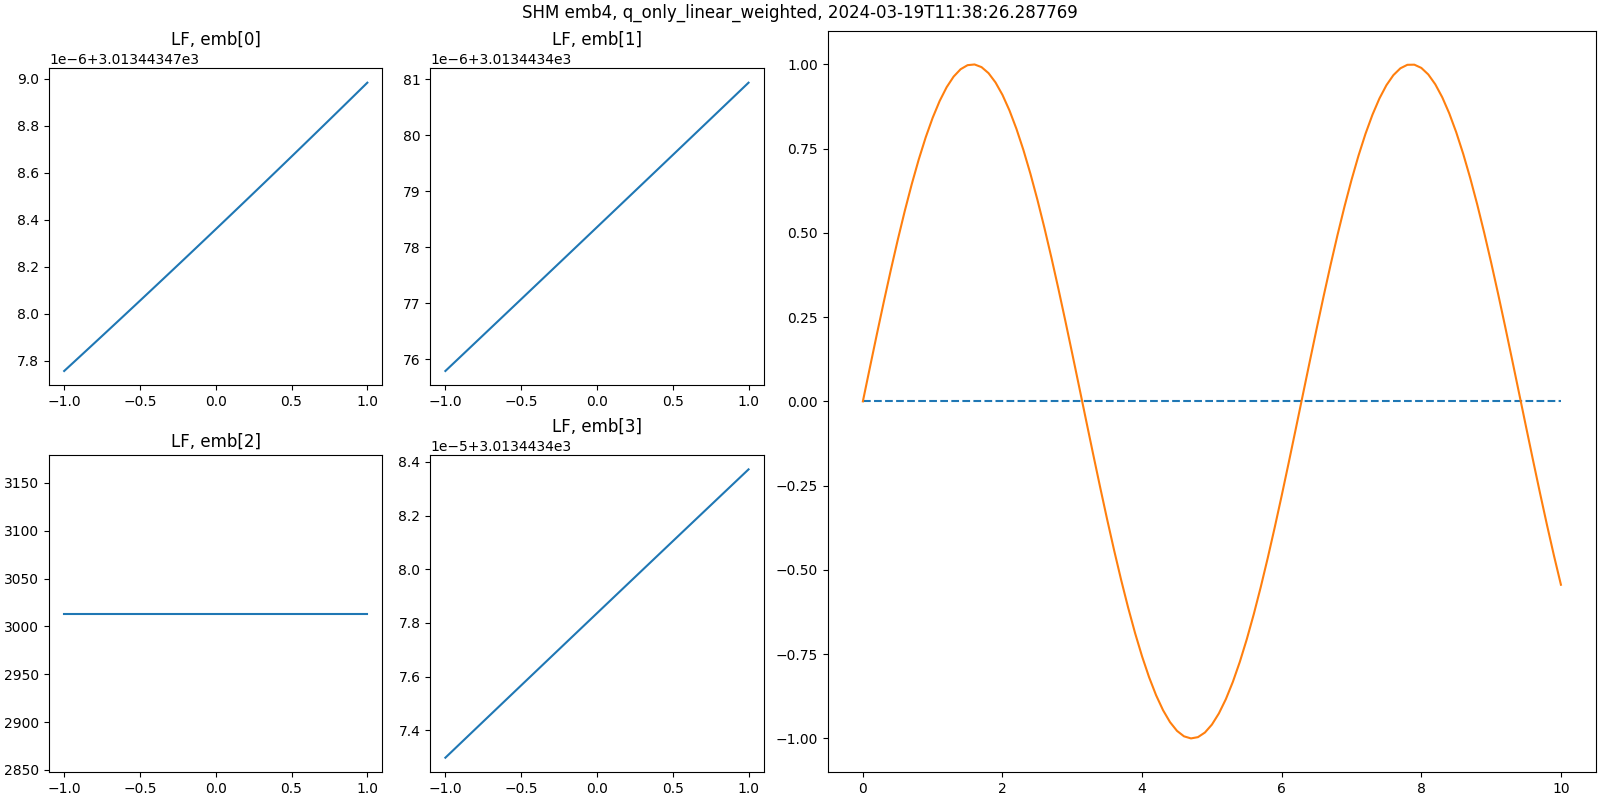 SHM emb4, q_only_linear_weighted, 2024-03-19T11:38:26.287769
LF, emb[0]
1e−6+3.01344347e3
9.0
8.8
8.6
8.4
8.2
8.0
7.8
−1.0 −0.5 0.0 0.5 1.0
LF, emb[1]
1e−6+3.0134434e3
81
80
79
78
77
76
−1.0 −0.5 0.0 0.5 1.0
LF, emb[2]
3150
3100
3050
3000
2950
2900
2850
−1.0 −0.5 0.0 0.5 1.0
LF, emb[3]
1e−5+3.0134434e3
8.4
8.2
8.0
7.8
7.6
7.4
−1.0 −0.5 0.0 0.5 1.0
1.00
0.75
0.50
0.25
0.00
−0.25
−0.50
−0.75
−1.00
0 2 4 6 8 10